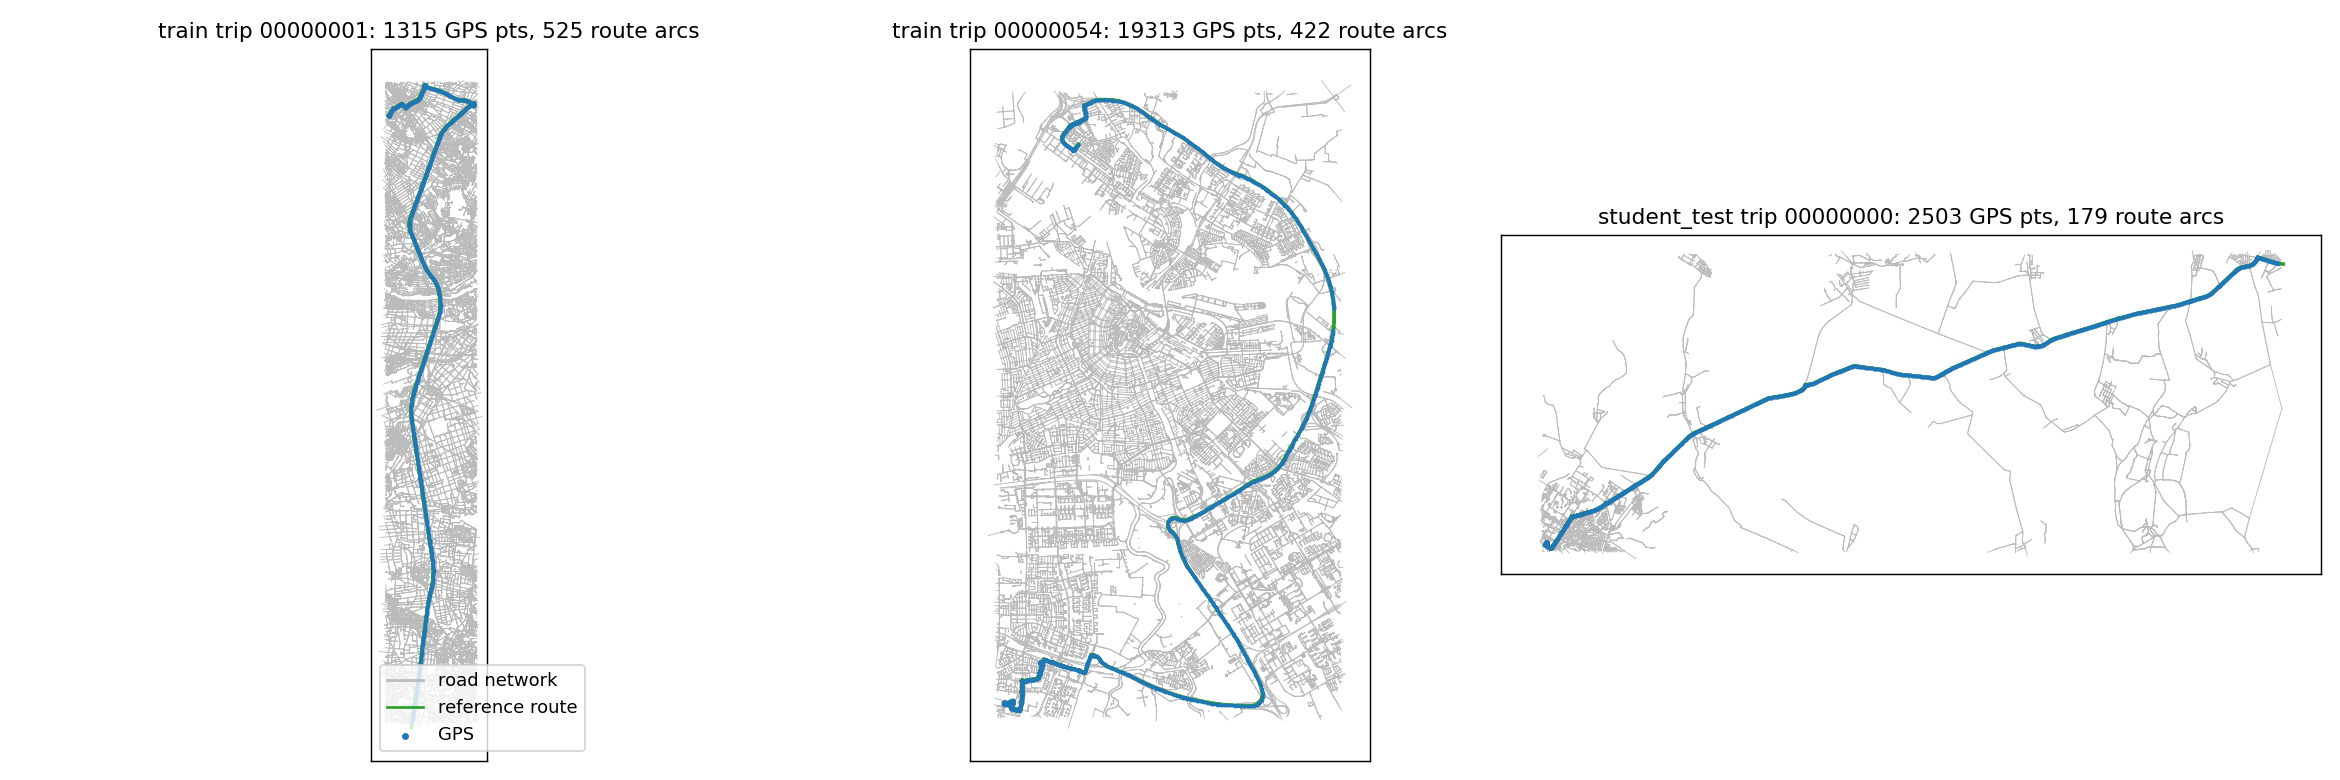 train trip 00000001: 1315 GPS pts, 525 route arcs
train trip 00000054: 19313 GPS pts, 422 route arcs
student_test trip 00000000: 2503 GPS pts, 179 route arcs
road network
reference route
GPS